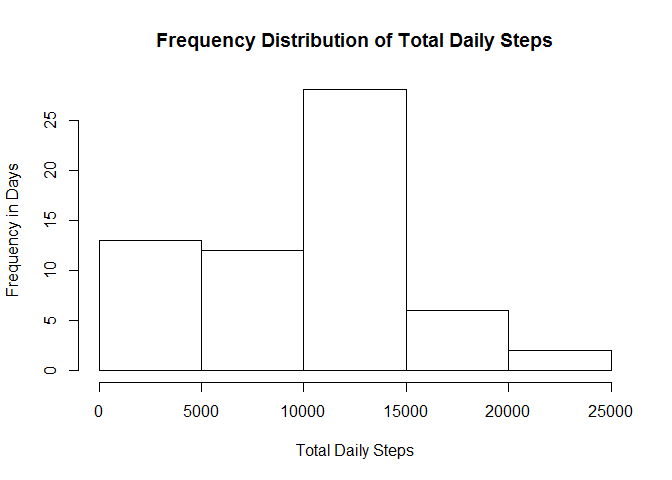 Frequency Distribution of Total Daily Steps
Frequency in Days
25
20
15
10
5
0
0 5000 10000 15000 20000 25000
Total Daily Steps